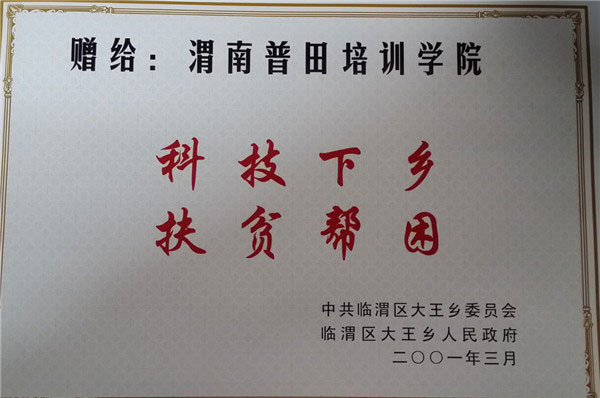 赠给：渭南普田培训学院
科技下乡
扶贫帮困
中共临渭区大王乡委员会
临渭区大王乡人民政府
二〇〇一年三月